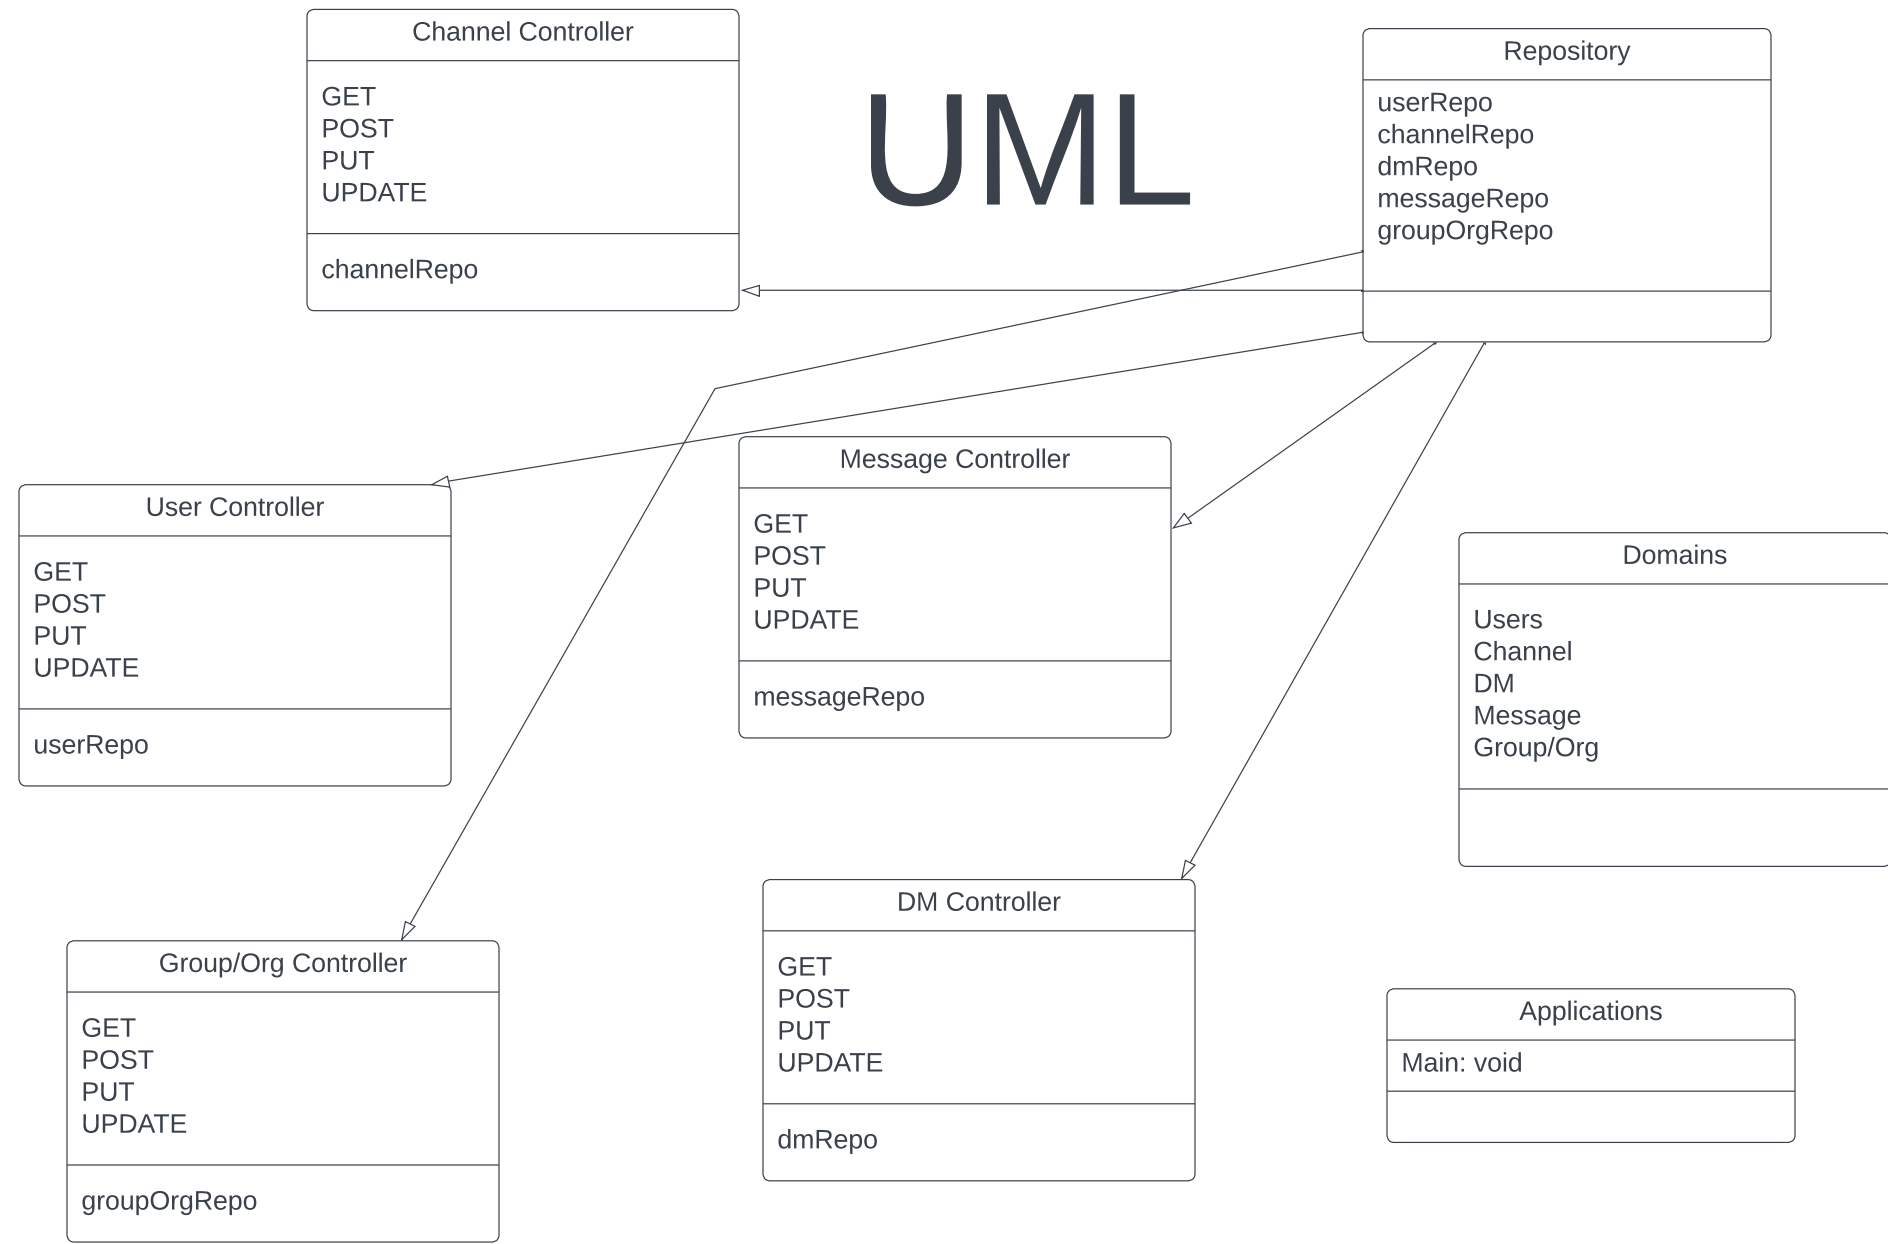 Channel Controller
GET
POST
PUT
UPDATE
channelRepo
UML
Repository
userRepo
channelRepo
dmRepo
messageRepo
groupOrgRepo
User Controller
GET
POST
PUT
UPDATE
userRepo
Message Controller
GET
POST
PUT
UPDATE
messageRepo
Domains
Users
Channel
DM
Message
Group/Org
Group/Org Controller
GET
POST
PUT
UPDATE
groupOrgRepo
DM Controller
GET
POST
PUT
UPDATE
dmRepo
Applications
Main: void